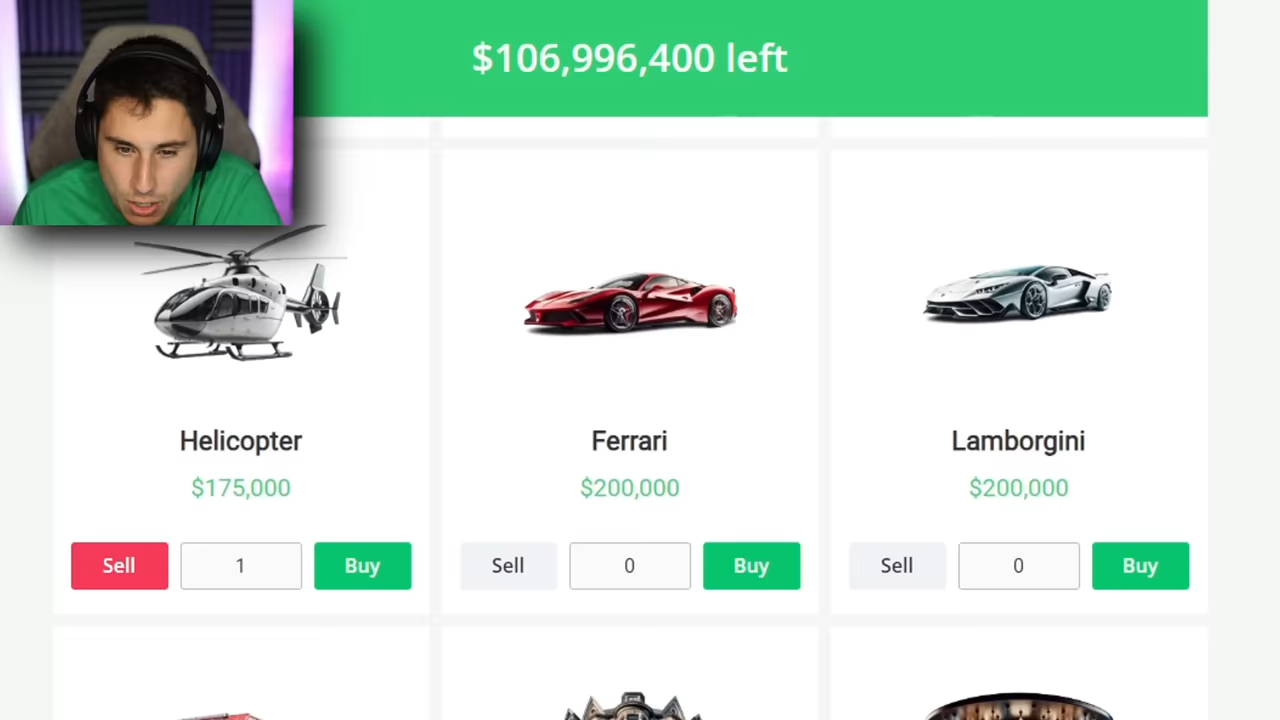 $106,996,400 left
Helicopter
$175,000
Sell 1 Buy
Ferrari
$200,000
Sell 0 Buy
Lamborgini
$200,000
Sell 0 Buy